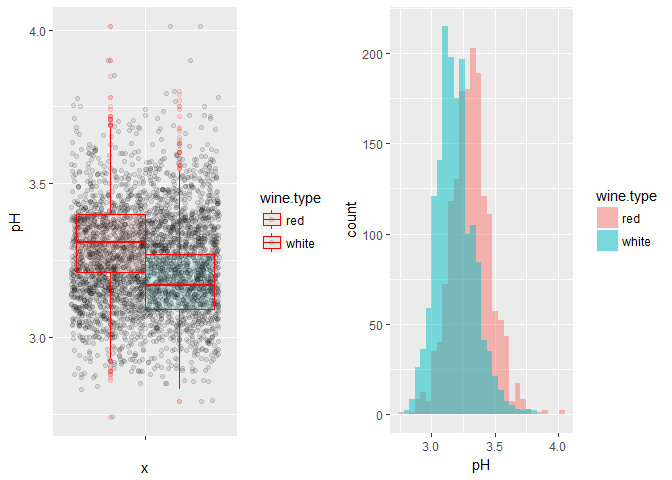 4.0
3.5
3.0
pH
x
wine.type
red
white
200
150
100
50
0
count
3.0 3.5 4.0
pH
wine.type
red
white